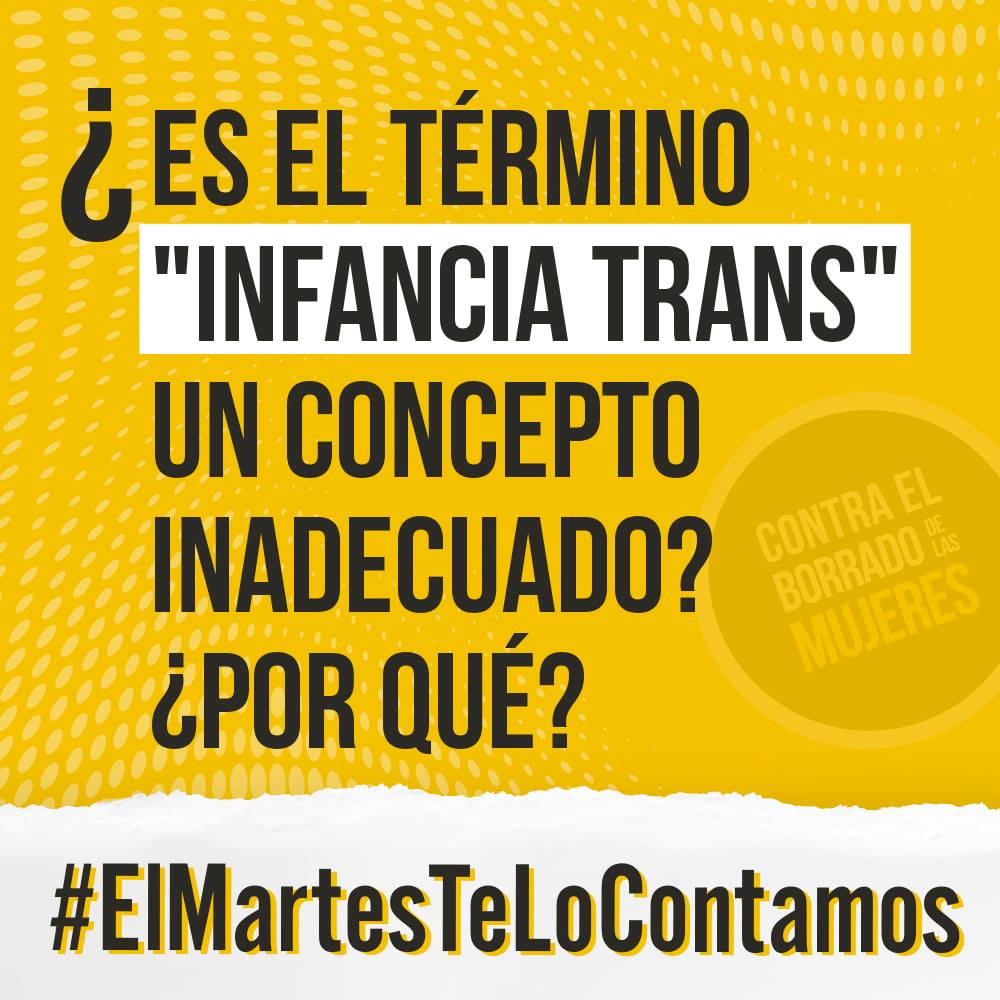 ¿ES EL TÉRMINO
"INFANCIA TRANS"
UN CONCEPTO
INADECUADO?
¿POR QUÉ?
CONTRA EL
BORRADO DE LAS
MUJERES
#ElMartesTeLoContamos